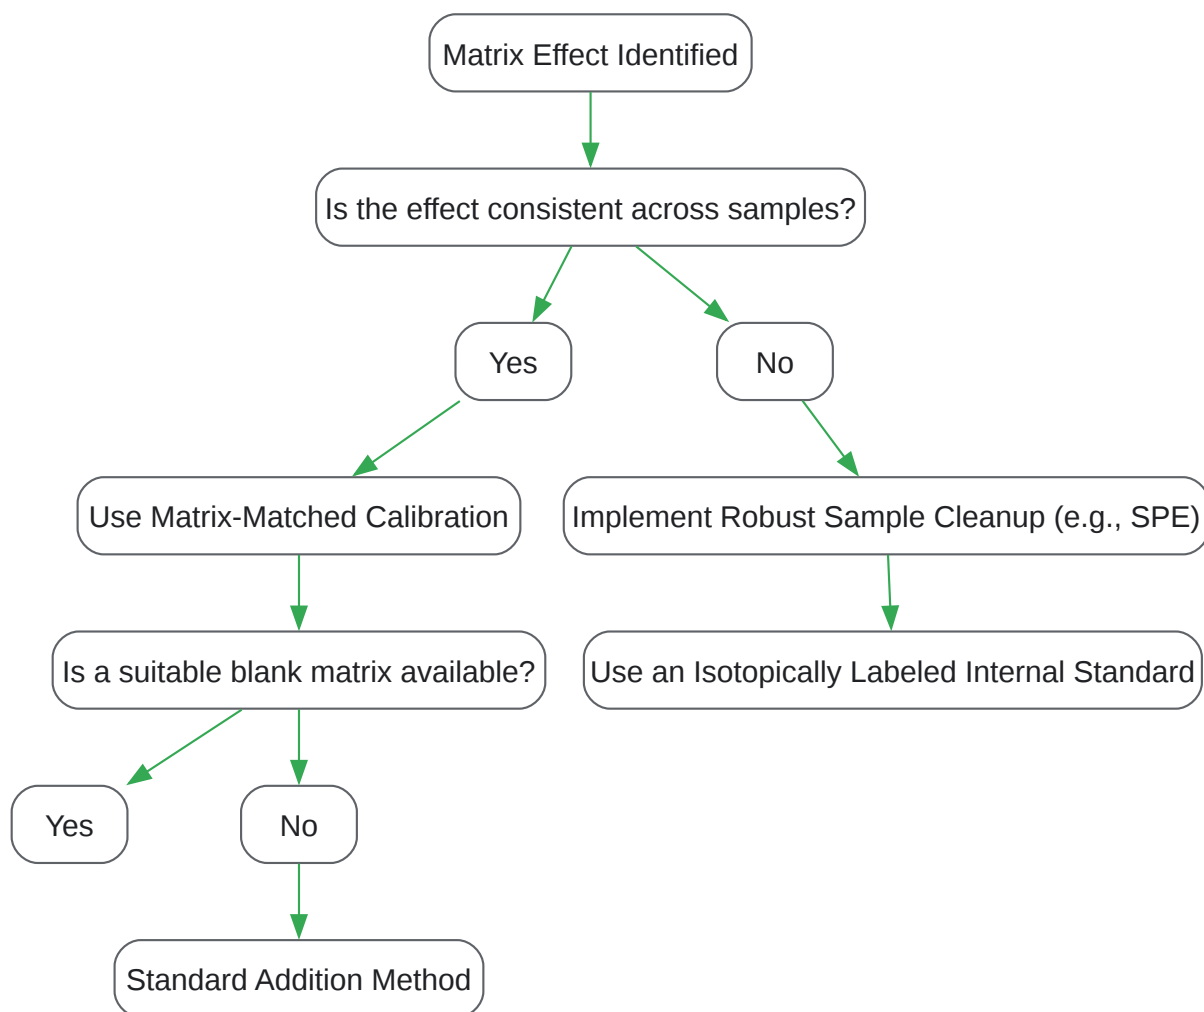 Matrix Effect Identified
Is the effect consistent across samples?
Yes
No
Use Matrix-Matched Calibration
Implement Robust Sample Cleanup (e.g., SPE)
Is a suitable blank matrix available?
Use an Isotopically Labeled Internal Standard
Yes
No
Standard Addition Method